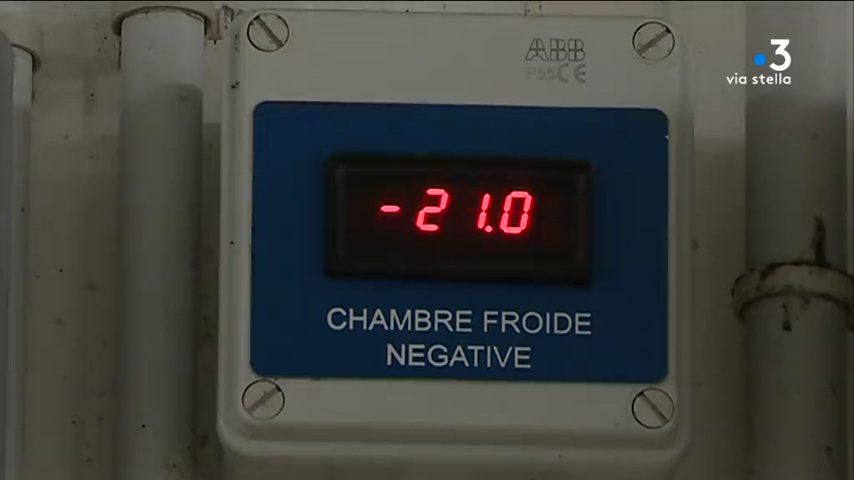 ABB
IP55 CE
3
via stella
-21.0
CHAMBRE FROIDE
NEGATIVE